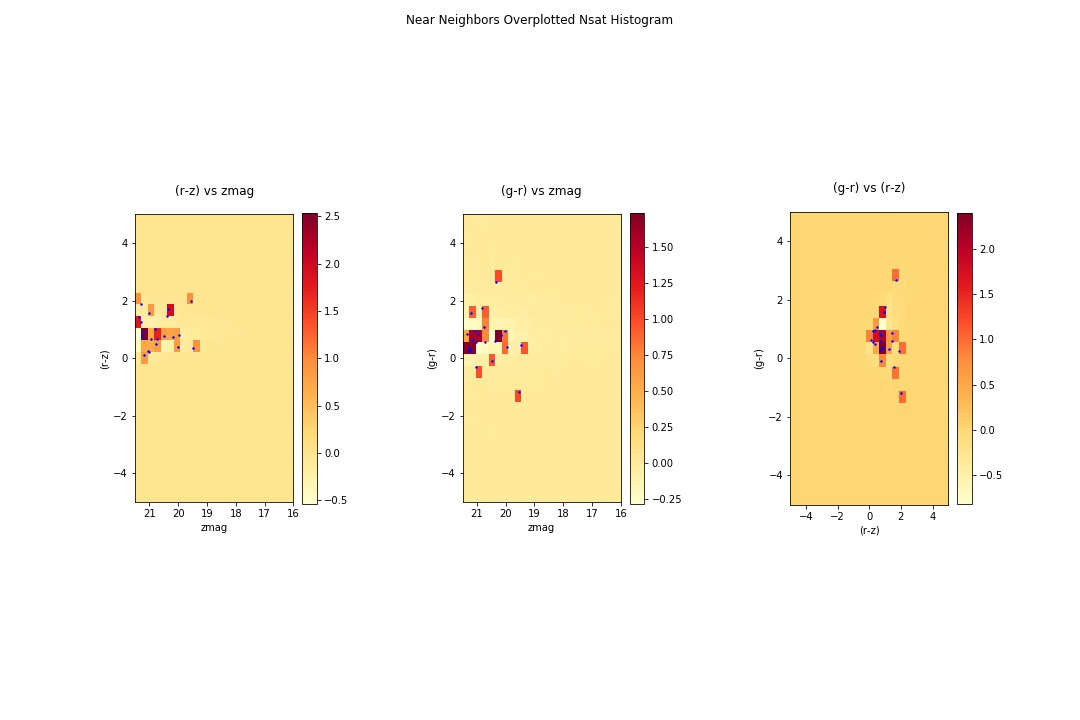 Near Neighbors Overplotted Nsat Histogram
(r-z) vs zmag
4
2
0
−2
−4
(r-z)
21 20 19 18 17 16
zmag
2.5
2.0
1.5
1.0
0.5
0.0
−0.5
(g-r) vs zmag
4
2
0
−2
−4
(g-r)
21 20 19 18 17 16
zmag
1.50
1.25
1.00
0.75
0.50
0.25
0.00
−0.25
(g-r) vs (r-z)
4
2
0
−2
−4
(g-r)
−4 −2 0 2 4
(r-z)
2.0
1.5
1.0
0.5
0.0
−0.5